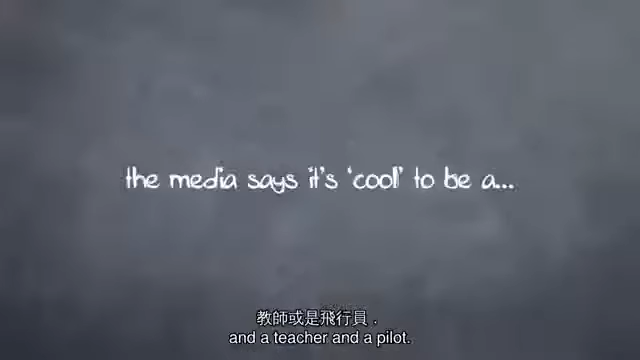 the media says it's 'cool' to be a...
教師或是飛行員．
and a teacher and a pilot.